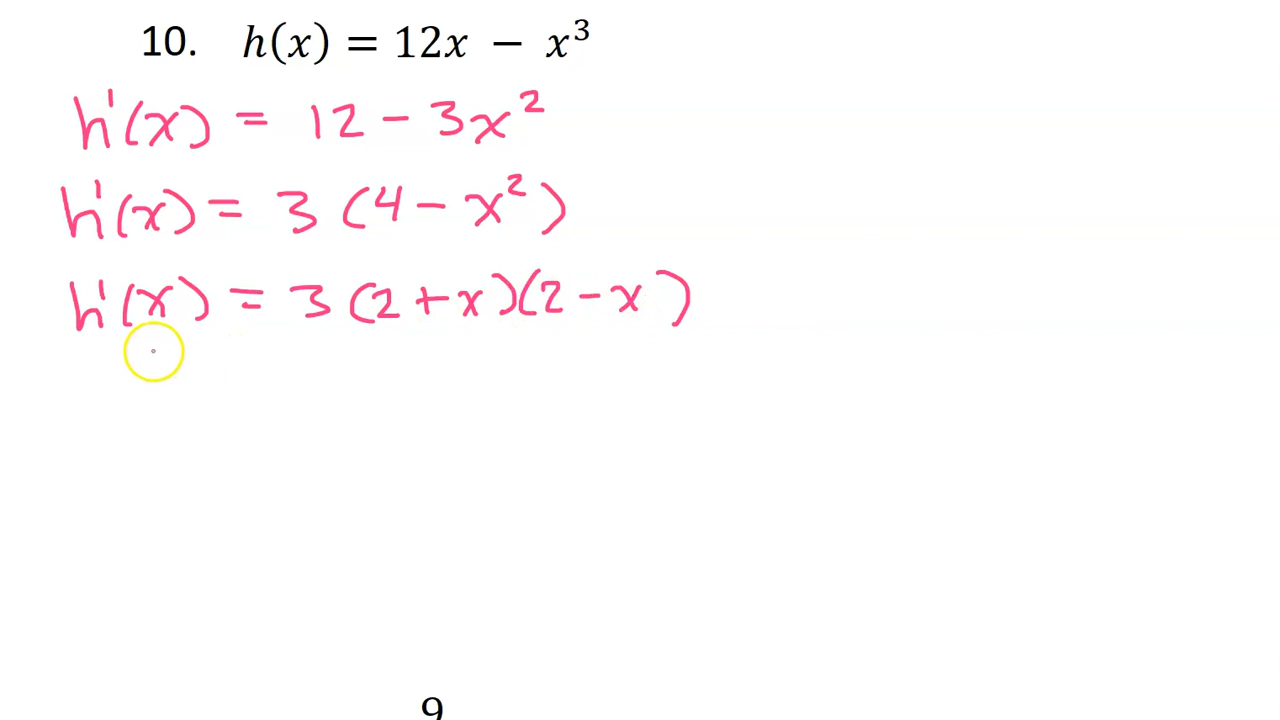 10. h(x) = 12x − x³
h'(x) = 12 - 3x²
h'(x) = 3 (4 - x²)
h'(x) = 3 (2 + x)(2 - x)
9